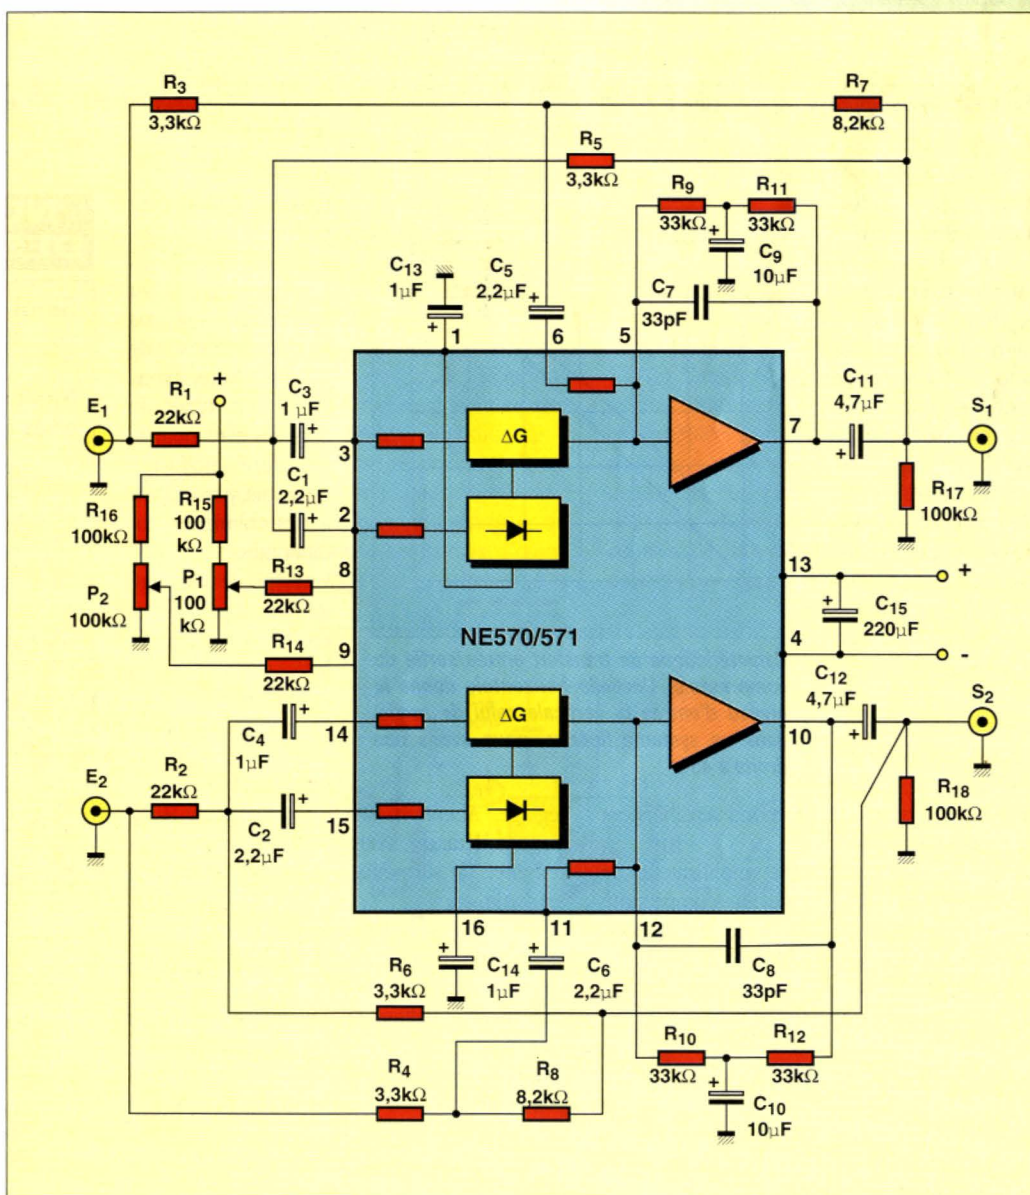 R3
3,3kΩ
R7
8,2kΩ
R5
3,3kΩ
R9
33kΩ
R11
33kΩ
C9
10µF
C7
33pF
C13
1µF
C5
2,2µF
+
+
+
1
6
5
+
R1
22kΩ
C3
1 µF
+
E1
3
ΔG
7
C11
4,7µF
+
S1
C1
2,2µF
+
2
R16
100kΩ
R15
100
kΩ
R17
100kΩ
8
P2
100kΩ
P1
100
kΩ
R13
22kΩ
13
+
+
C15
220µF
NE570/571
9
R14
22kΩ
4
-
C12
4,7µF
+
C4
1µF
+
14
ΔG
10
S2
E2
R2
22kΩ
C2
2,2µF
+
15
R18
100kΩ
16
11
12
+
+
C14
1µF
C6
2,2µF
C8
33pF
R6
3,3kΩ
R10
33kΩ
R12
33kΩ
R4
3,3kΩ
R8
8,2kΩ
+
C10
10µF